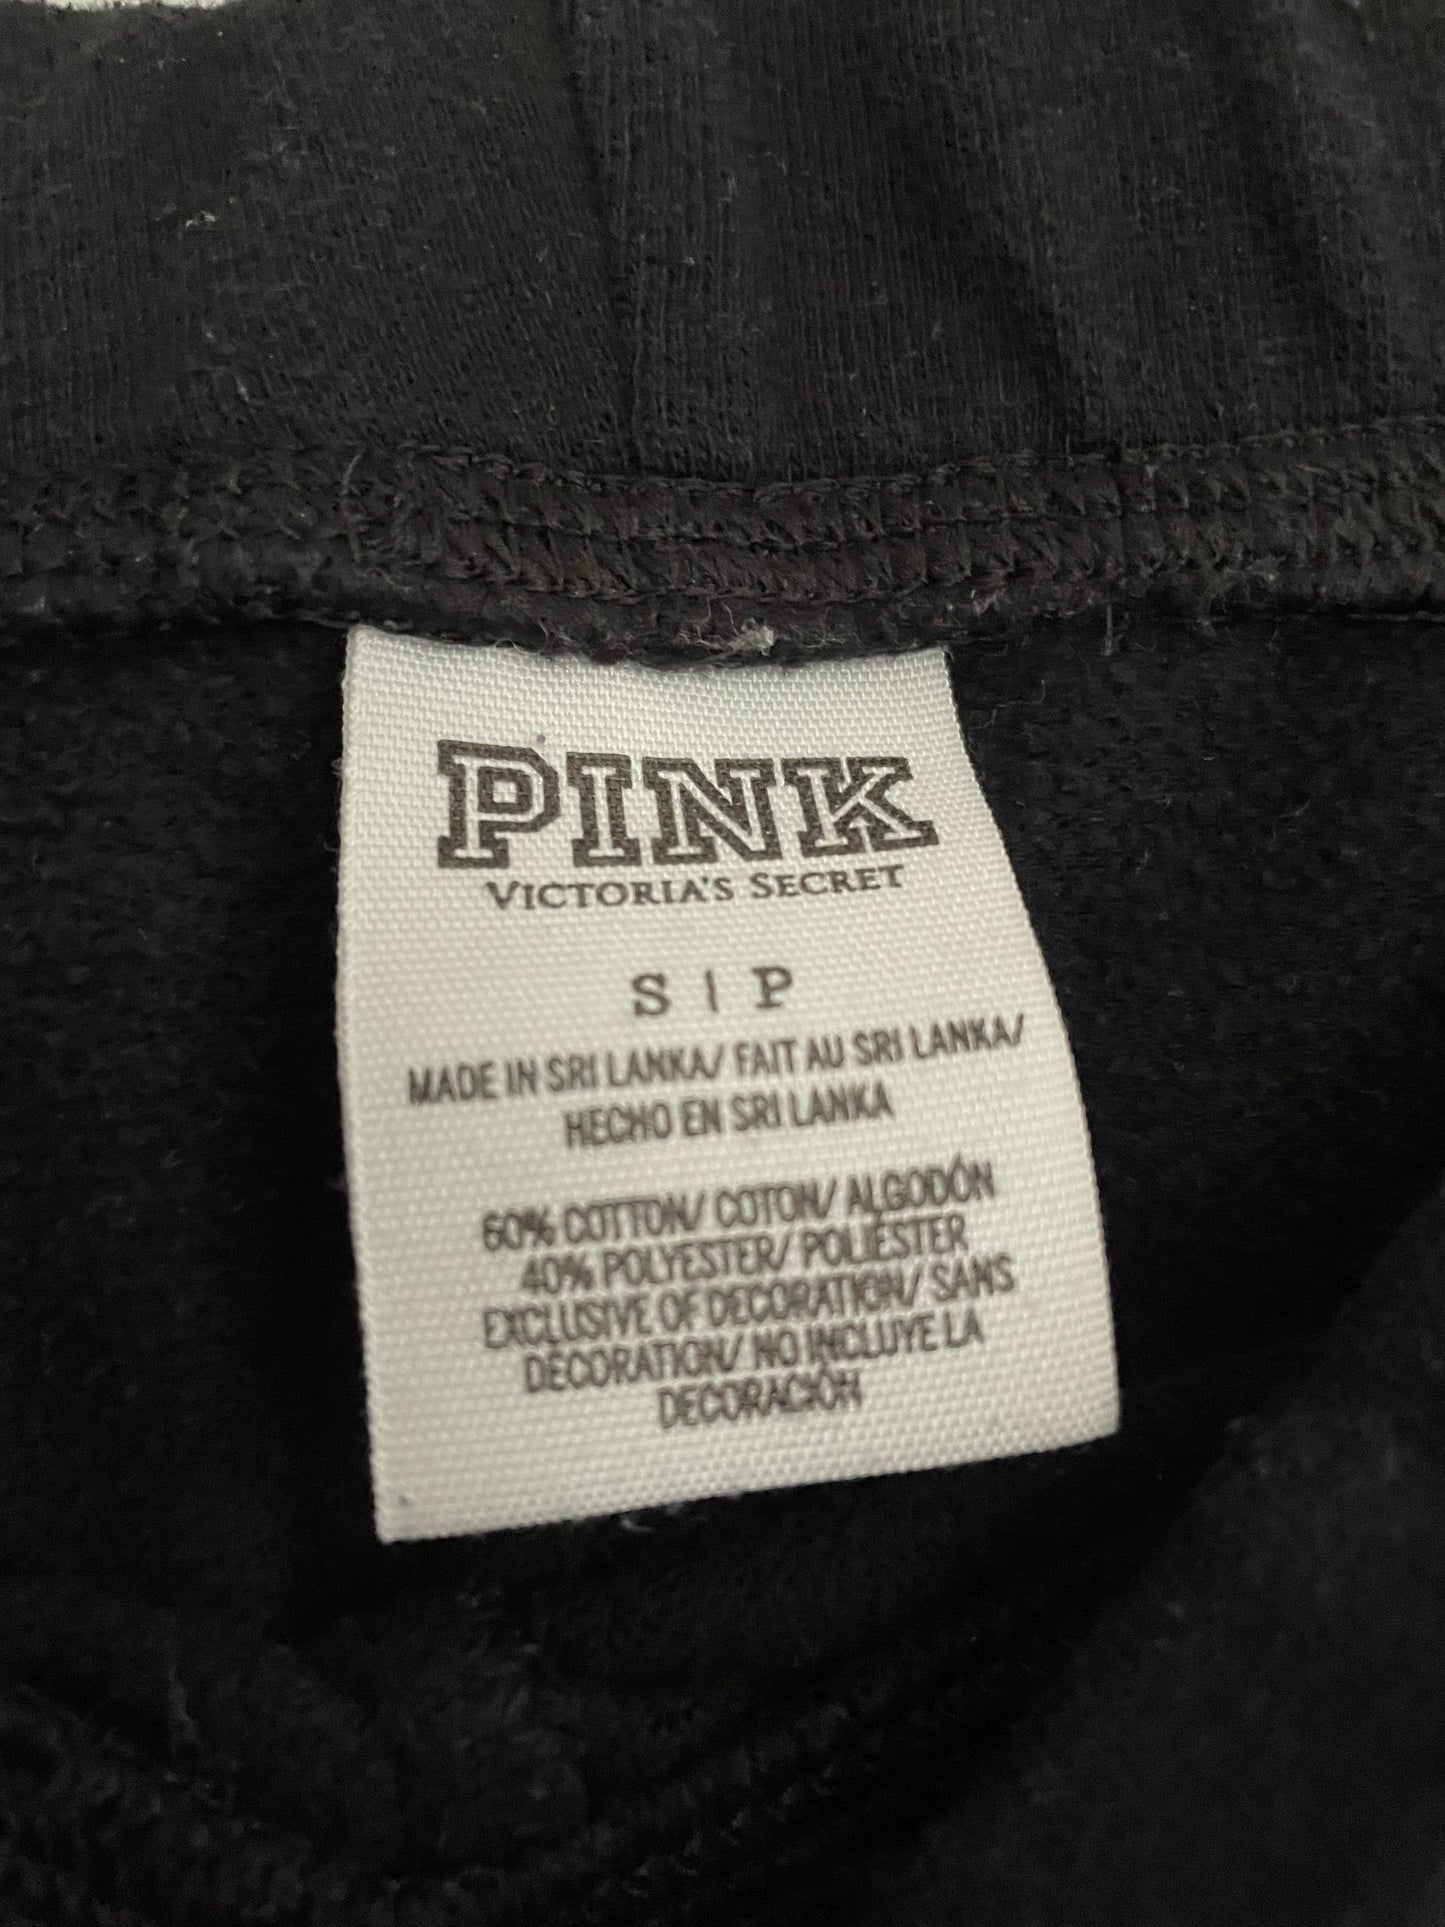 PINK
VICTORIA'S SECRET
S | P
MADE IN SRI LANKA/ FAIT AU SRI LANKA/
HECHO EN SRI LANKA
60% COTTON/ COTON/ ALGODÓN
40% POLYESTER/ POLIÉSTER
EXCLUSIVE OF DECORATION/ SANS
DÉCORATION/ NO INCLUYE LA
DECORACIÓN